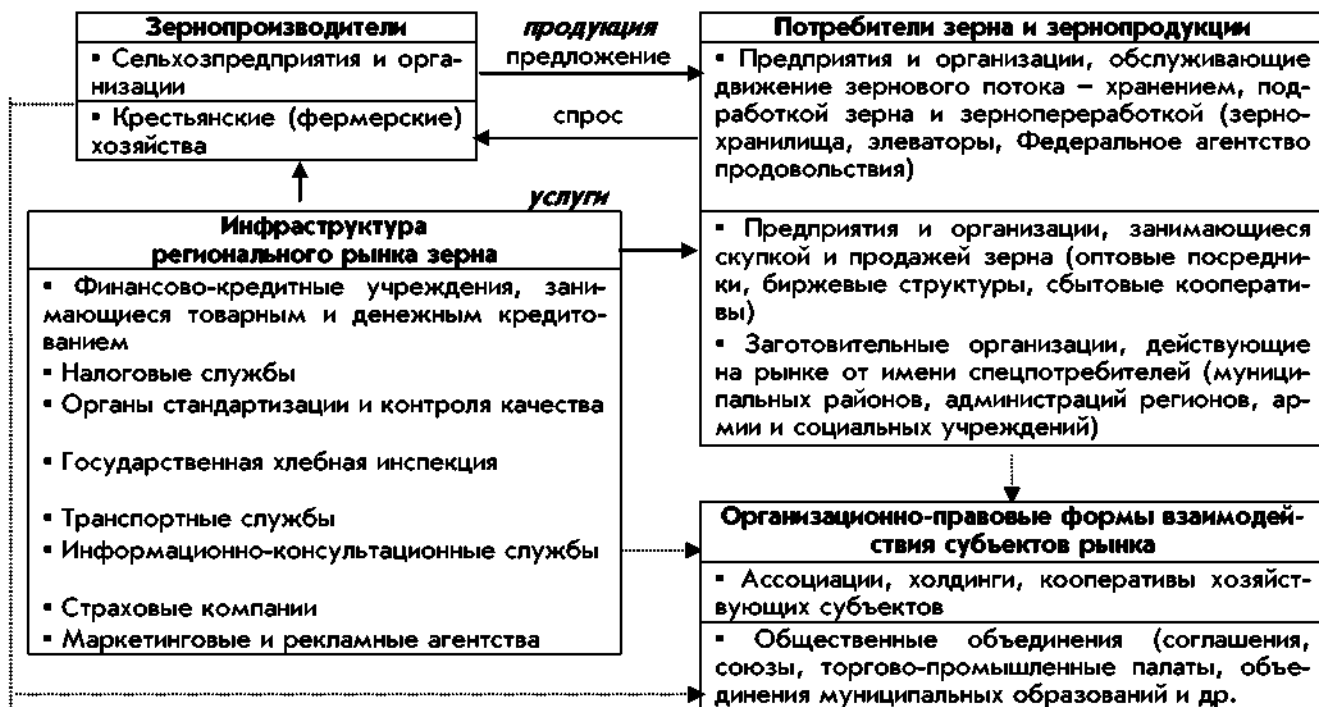 Зернопроизводители
▪ Сельхозпредприятия и орга-
низации
▪ Крестьянские (фермерские)
хозяйства
продукция
предложение
спрос
Потребители зерна и зернопродукции
▪ Предприятия и организации, обслуживающие
движение зернового потока – хранением, под-
работкой зерна и зернопереработкой (зерно-
хранилища, элеваторы, Федеральное агентство
продовольствия)
▪ Предприятия и организации, занимающиеся
скупкой и продажей зерна (оптовые посредни-
ки, биржевые структуры, сбытовые кооперати-
вы)
▪ Заготовительные организации, действующие
на рынке от имени спецпотребителей (муници-
пальных районов, администраций регионов, ар-
мии и социальных учреждений)
услуги
Инфраструктура
регионального рынка зерна
▪ Финансово-кредитные учреждения, зани-
мающиеся товарным и денежным кредито-
ванием
▪ Налоговые службы
▪ Органы стандартизации и контроля качества
▪ Государственная хлебная инспекция
▪ Транспортные службы
▪ Информационно-консультационные службы
▪ Страховые компании
▪ Маркетинговые и рекламные агентства
Организационно-правовые формы взаимодей-
ствия субъектов рынка
▪ Ассоциации, холдинги, кооперативы хозяйст-
вующих субъектов
▪ Общественные объединения (соглашения,
союзы, торгово-промышленные палаты, объе-
динения муниципальных образований и др.